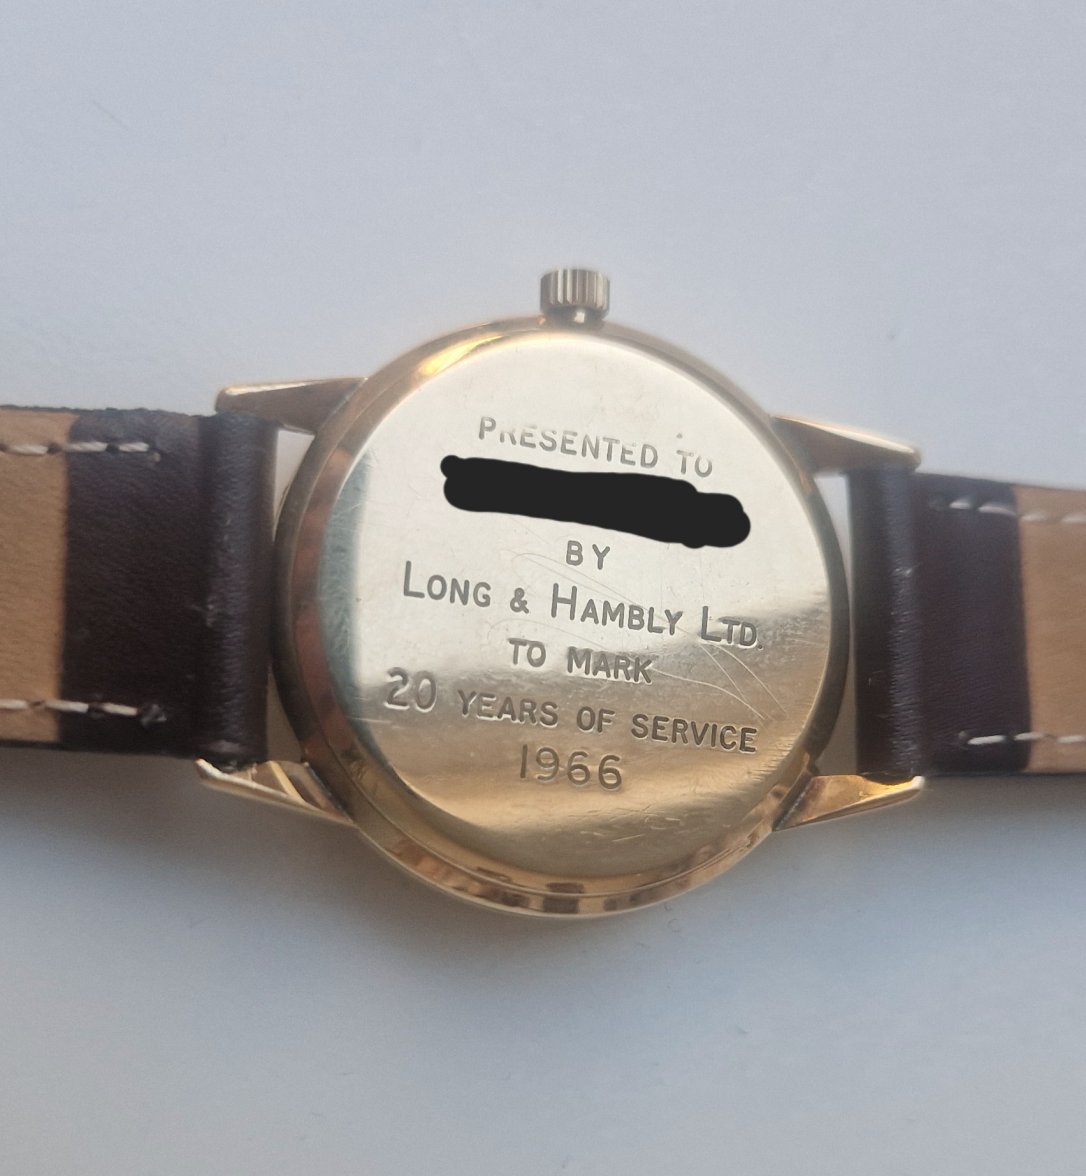 PRESENTED TO
BY
LONG & HAMBLY LTD.
TO MARK
20 YEARS OF SERVICE
1966